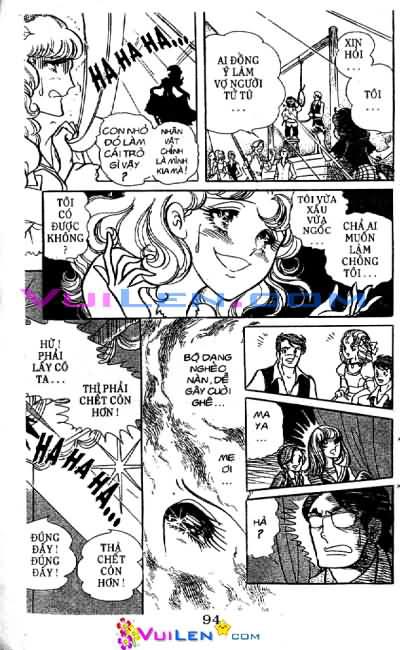 XIN
HỎI...
AI ĐỒNG
Ý LÀM
VỢ NGƯỜI
TỬ TÙ...
TÔI...
HA HA HA...
NHÂN
VẬT
CHÍNH
LÀ MÌNH
KIA MÀ!
CON NHỎ
ĐÓ LÀM
CÁI TRÒ
GÌ VẬY
?
CHẢ AI
MUỐN
LÀM
CHỒNG
TÔI...
TÔI VỪA
XẤU
VỪA
NGỐC...
TÔI
CÓ
ĐƯỢC
KHÔNG
?
VUILEN.COM
BỘ DẠNG
NGHÈO
NÀN, DỄ
GÂY CƯỜI
GHÊ...
MA
YA...
ME
ƠI...
HẢ?
HỪ!
PHẢI
LẤY CÔ
TA...
THÌ PHẢI
CHẾT CÒN
HƠN!
HA HA HA...
THÀ
CHẾT CÒN
HƠN!
ĐÚNG
ĐẤY!
ĐÚNG
ĐẤY!
94
VUILEN.COM